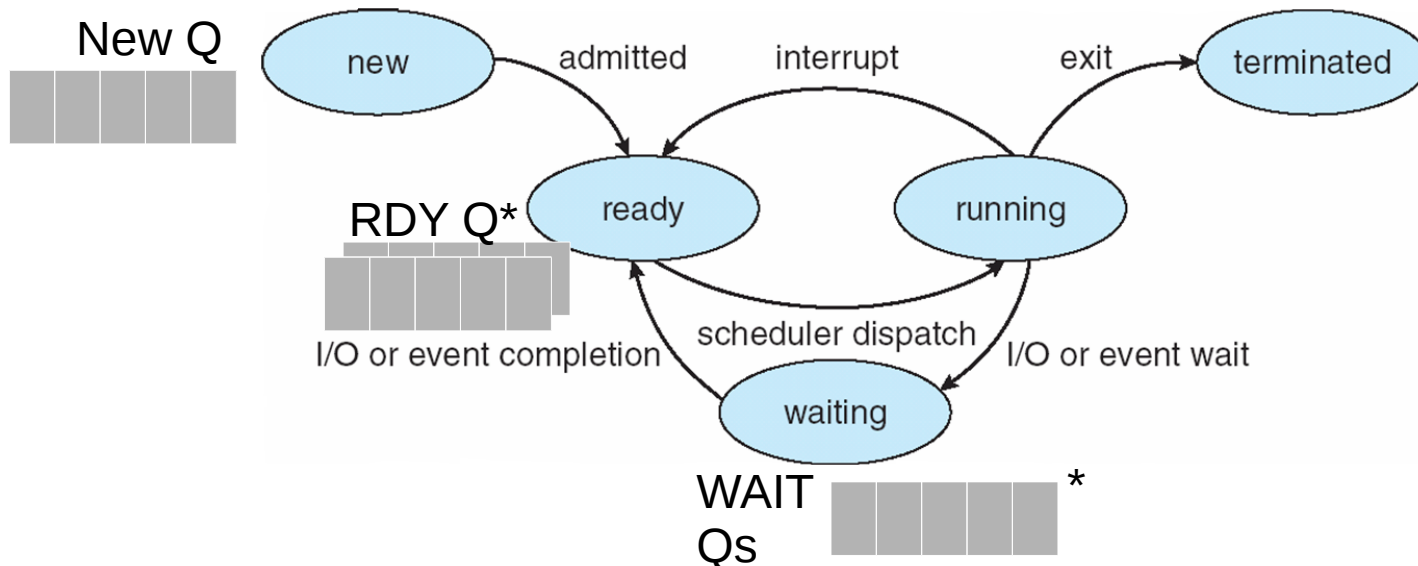 New Q
new
admitted
interrupt
exit
terminated
RDY Q*
ready
running
I/O or event completion
scheduler dispatch
I/O or event wait
waiting
WAIT
Qs
*